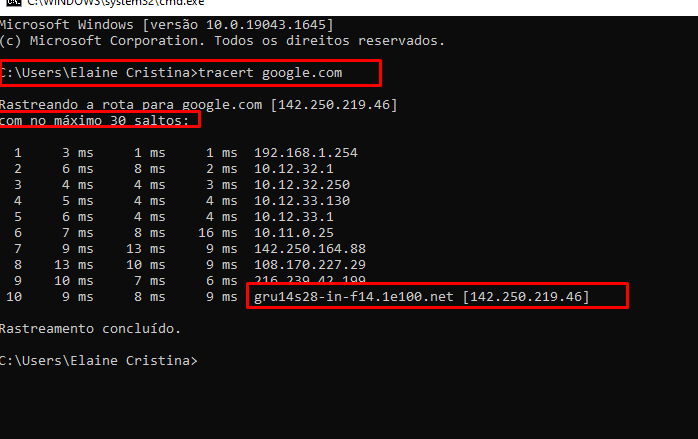 C:\WINDOWS\system32\cmd.exe
Microsoft Windows [versão 10.0.19043.1645]
(c) Microsoft Corporation. Todos os direitos reservados.
C:\Users\Elaine Cristina>tracert google.com
Rastreando a rota para google.com [142.250.219.46]
com no máximo 30 saltos:
1 3 ms 1 ms 1 ms 192.168.1.254
2 6 ms 8 ms 2 ms 10.12.32.1
3 4 ms 4 ms 3 ms 10.12.32.250
4 5 ms 4 ms 4 ms 10.12.33.130
5 6 ms 4 ms 4 ms 10.12.33.1
6 7 ms 8 ms 16 ms 10.11.0.25
7 9 ms 13 ms 9 ms 142.250.164.88
8 13 ms 10 ms 9 ms 108.170.227.29
9 10 ms 7 ms 6 ms 216.239.42.199
10 9 ms 8 ms 9 ms gru14s28-in-f14.1e100.net [142.250.219.46]
Rastreamento concluído.
C:\Users\Elaine Cristina>